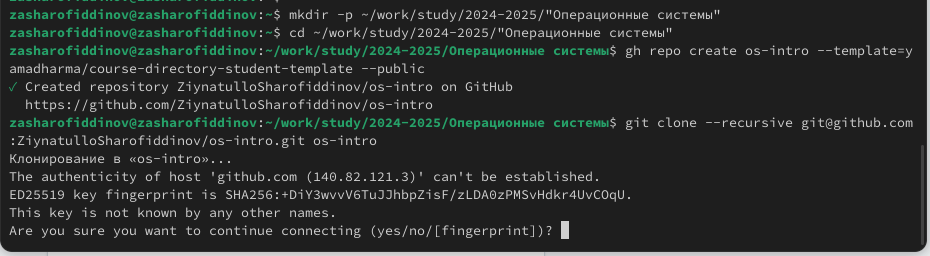 zasharofiddinov@zasharofiddinov:~$ mkdir -p ~/work/study/2024-2025/"Операционные системы"
zasharofiddinov@zasharofiddinov:~$ cd ~/work/study/2024-2025/"Операционные системы"
zasharofiddinov@zasharofiddinov:~/work/study/2024-2025/Операционные системы$ gh repo create os-intro --template=y
amadharma/course-directory-student-template --public
✓ Created repository ZiynatulloSharofiddinov/os-intro on GitHub
https://github.com/ZiynatulloSharofiddinov/os-intro
zasharofiddinov@zasharofiddinov:~/work/study/2024-2025/Операционные системы$ git clone --recursive git@github.com
:ZiynatulloSharofiddinov/os-intro.git os-intro
Клонирование в «os-intro»...
The authenticity of host 'github.com (140.82.121.3)' can't be established.
ED25519 key fingerprint is SHA256:+DiY3wvvV6TuJJhbpZisF/zLDA0zPMSvHdkr4UvCOqU.
This key is not known by any other names.
Are you sure you want to continue connecting (yes/no/[fingerprint])?